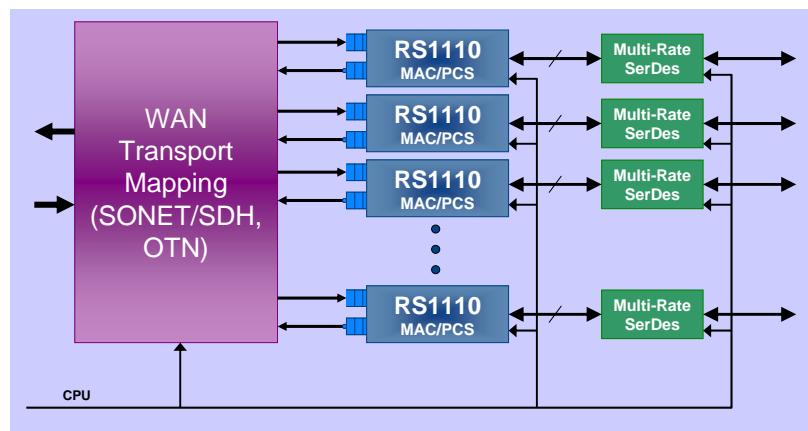 WAN
Transport
Mapping
(SONET/SDH,
OTN)
RS1110
MAC/PCS
Multi-Rate
SerDes
RS1110
MAC/PCS
Multi-Rate
SerDes
RS1110
MAC/PCS
Multi-Rate
SerDes
RS1110
MAC/PCS
Multi-Rate
SerDes
CPU